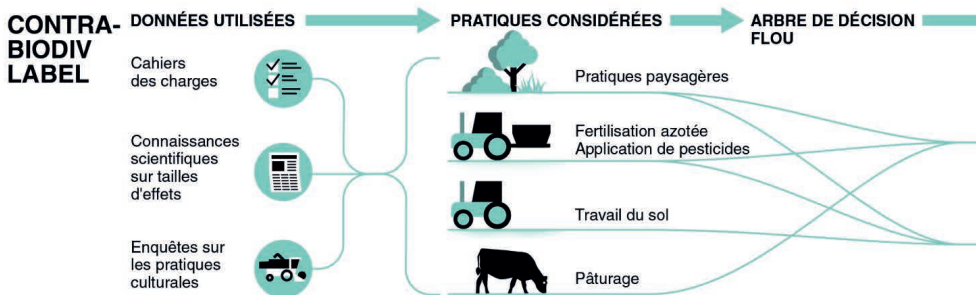 CONTRA-
BIODIV
LABEL
DONNÉES UTILISÉES
Cahiers
des charges
Connaissances
scientifiques
sur tailles
d'effets
Enquêtes sur
les pratiques
culturales
PRATIQUES CONSIDÉRÉES
Pratiques paysagères
Fertilisation azotée
Application de pesticides
Travail du sol
Pâturage
ARBRE DE DÉCISION
FLOU